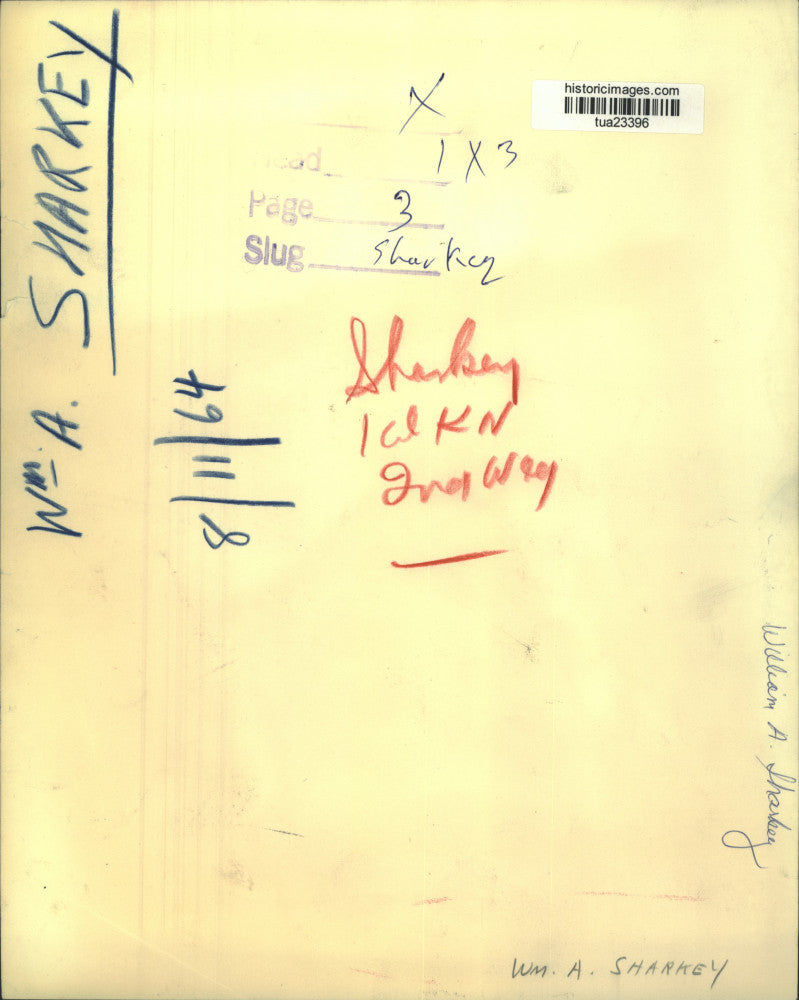 historicimages.com
tua23396
X
1 X 3
Page 3
Slug Sharkey
Wm. A. SHARKEY
8/11/64
Sharkey
1 col KN
2nd Way
William A. Sharkey
WM. A. SHARKEY